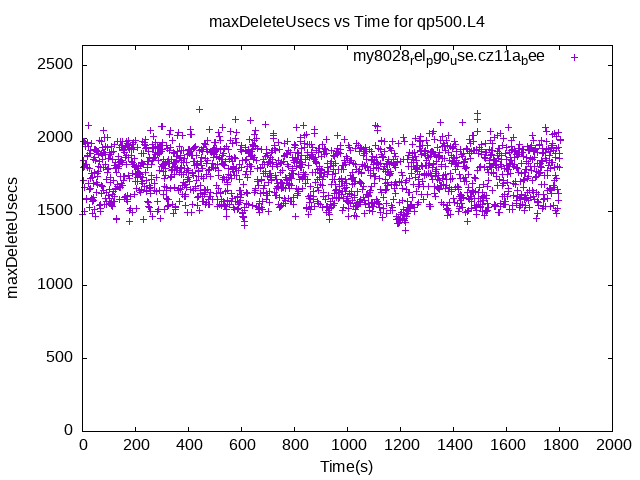 maxDeleteUsecs vs Time for qp500.L4
my8028relpgouse.cz11abee
2500
2000
1500
1000
500
0
maxDeleteUsecs
0 200 400 600 800 1000 1200 1400 1600 1800 2000
Time(s)